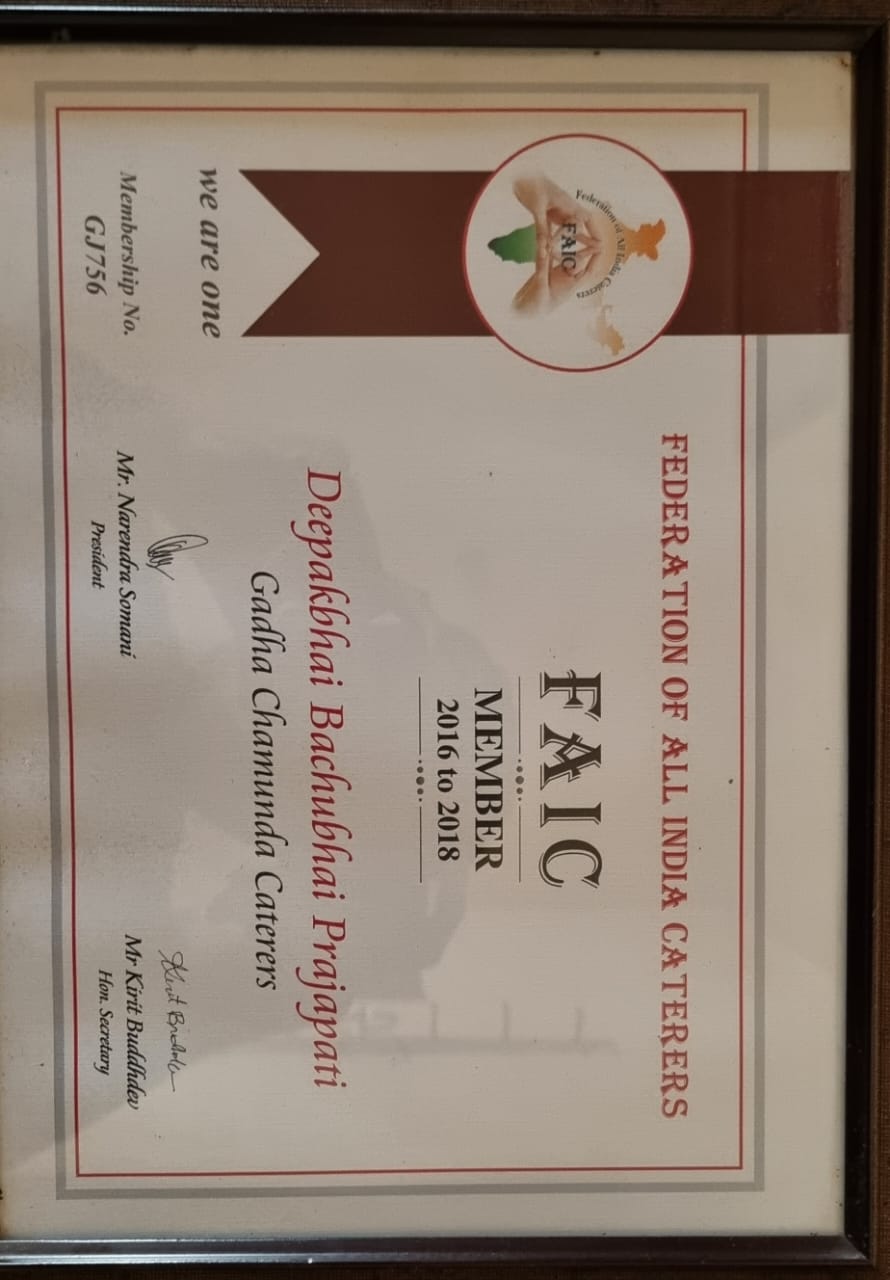 FEDERATION OF ALL INDIA CATERERS
Federation of All India Caterers
FAIC
FAIC
MEMBER
2016 to 2018
Deepakbhai Bachubhai Prajapati
Gadha Chamunda Caterers
we are one
Membership No.
GJ756
Mr. Narendra Somani
President
Kirit Buddhdev
Mr Kirit Buddhdev
Hon. Secretary